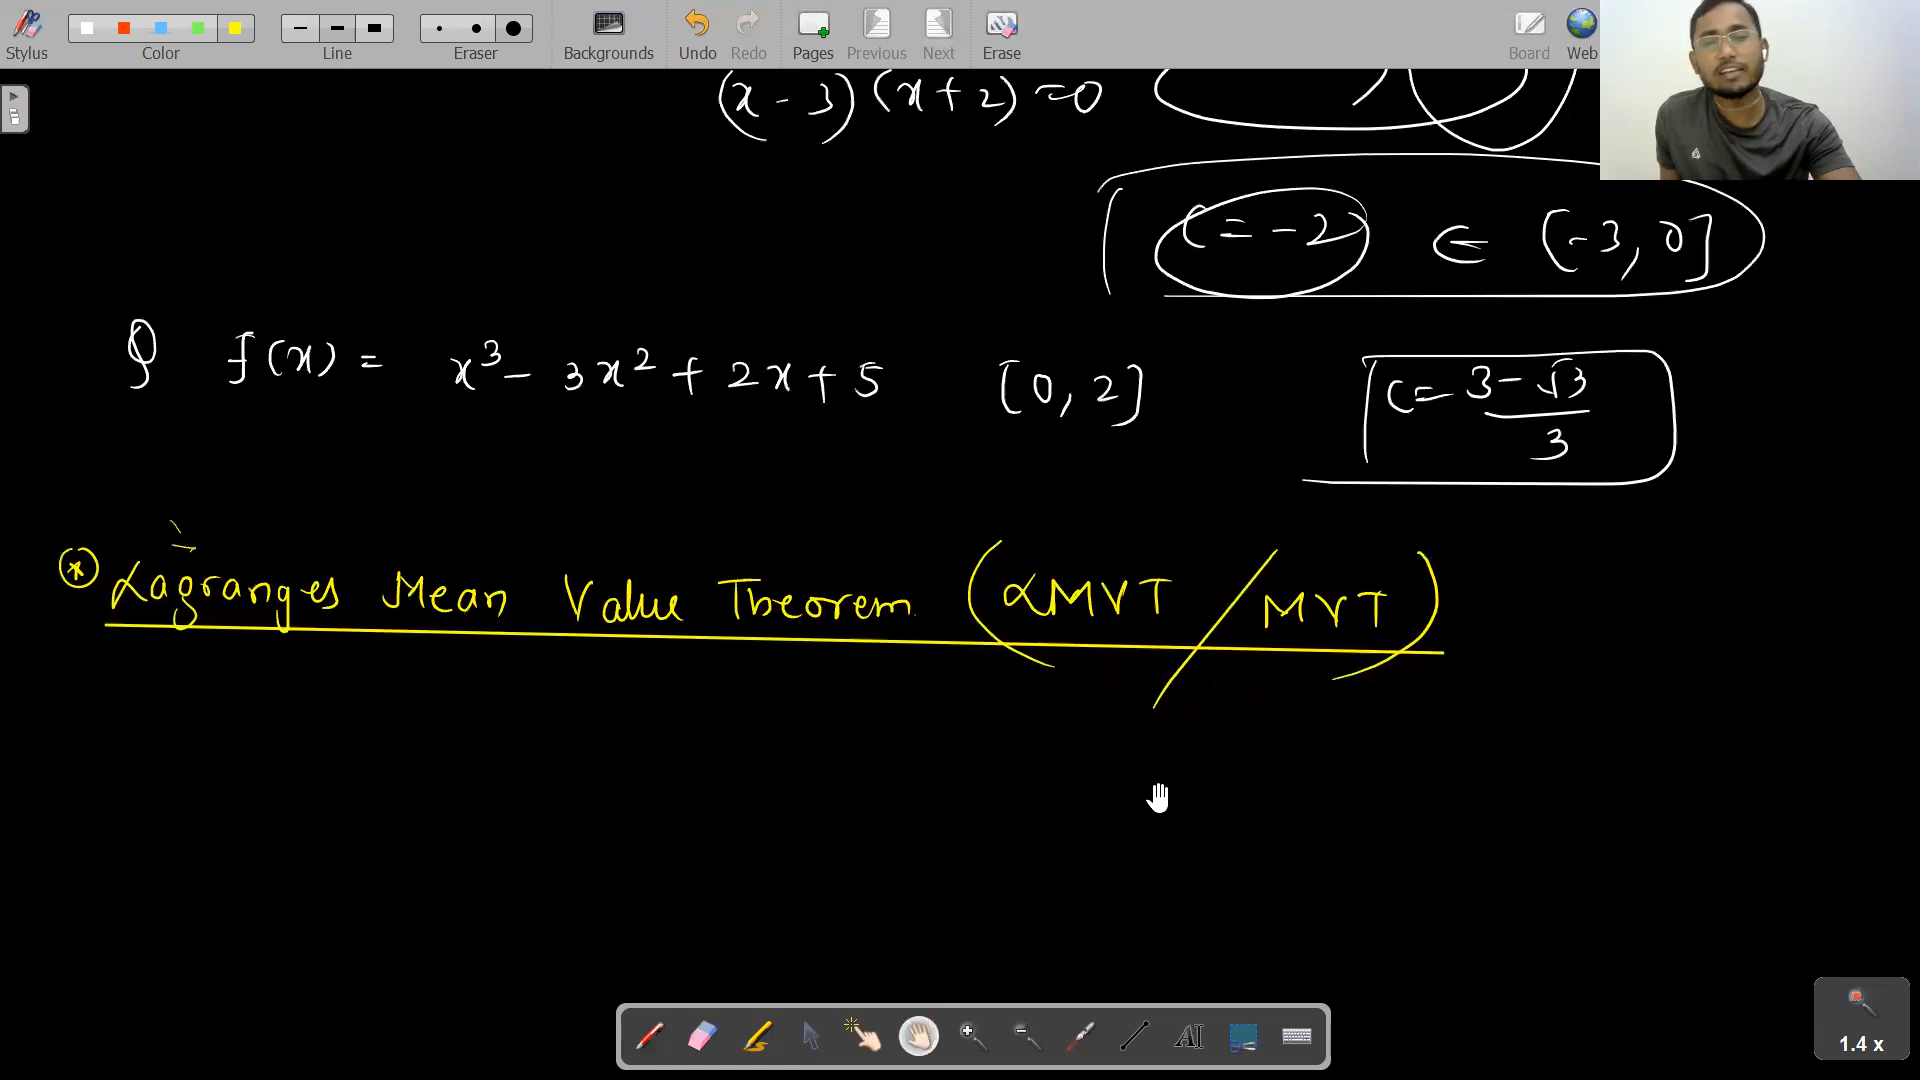 Stylus Color Line Eraser Backgrounds Undo Redo Pages Previous Next Erase Board Web
(x - 3) (x + 2) = 0
c = -2 ∈ [-3, 0]
Q f(x) = x³ - 3x² + 2x + 5 [0, 2] c = (3 - √3)/3
* Lagranges Mean Value Theorem (LMVT / MVT)
1.4 x